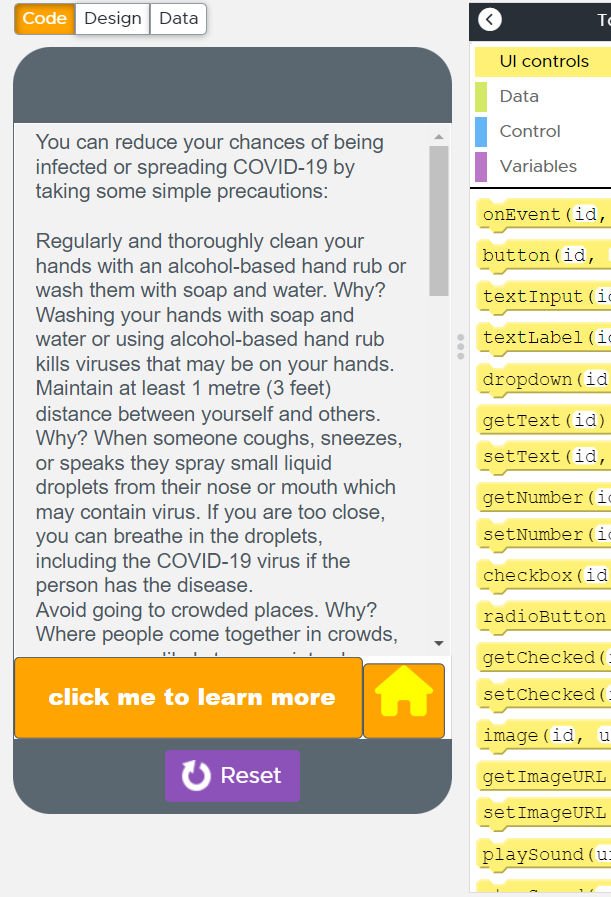 Code Design Data
You can reduce your chances of being
infected or spreading COVID-19 by
taking some simple precautions:
Regularly and thoroughly clean your
hands with an alcohol-based hand rub or
wash them with soap and water. Why?
Washing your hands with soap and
water or using alcohol-based hand rub
kills viruses that may be on your hands.
Maintain at least 1 metre (3 feet)
distance between yourself and others.
Why? When someone coughs, sneezes,
or speaks they spray small liquid
droplets from their nose or mouth which
may contain virus. If you are too close,
you can breathe in the droplets,
including the COVID-19 virus if the
person has the disease.
Avoid going to crowded places. Why?
Where people come together in crowds,
click me to learn more
Reset
UI controls
Data
Control
Variables
onEvent(id,
button(id,
textInput(
textLabel(
dropdown(id
getText(id)
setText(id,
getNumber(
setNumber(
checkbox(id
radioButton
getChecked(
setChecked(
image(id, u
getImageURL
setImageURL
playSound(